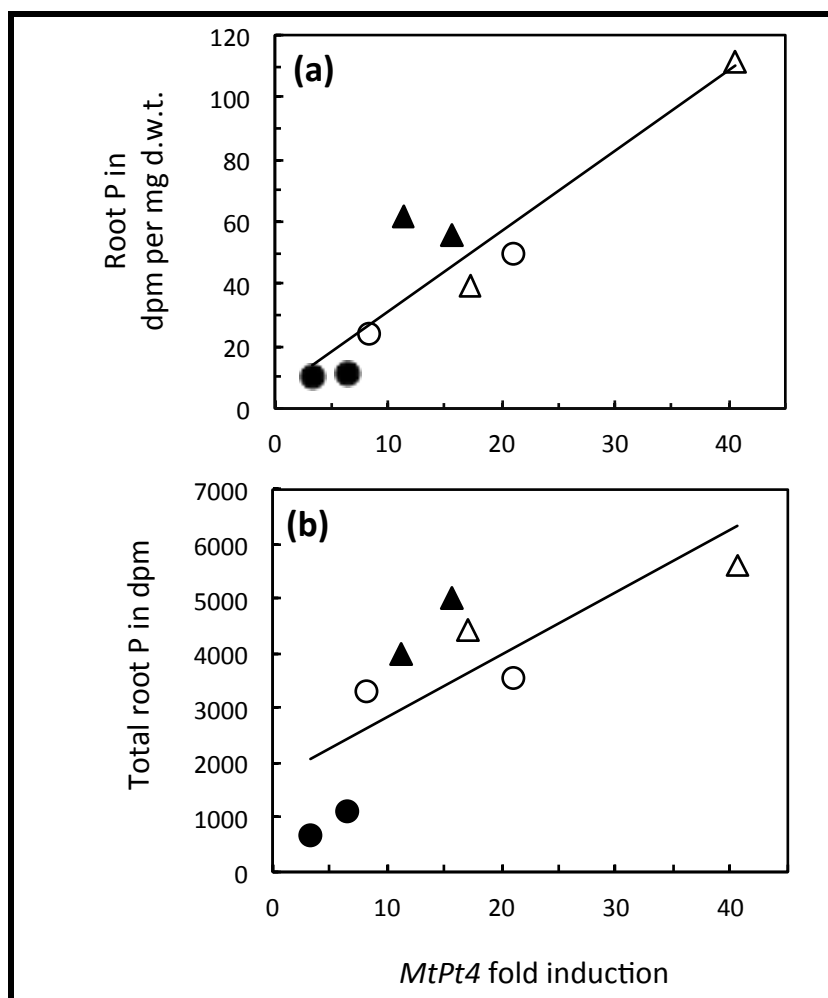 (a)
Root P in
dpm per mg d.w.t.
120
100
80
60
40
20
0
0 10 20 30 40
(b)
Total root P in dpm
7000
6000
5000
4000
3000
2000
1000
0
0 10 20 30 40
MtPt4 fold induction